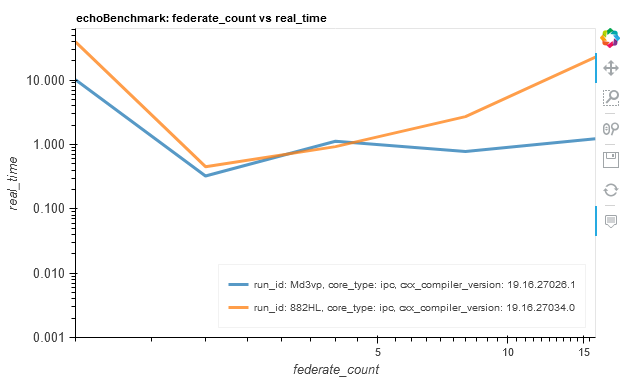 echoBenchmark: federate_count vs real_time
10.000
1.000
0.100
0.010
0.001
real_time
run_id: Md3vp, core_type: ipc, cxx_compiler_version: 19.16.27026.1
run_id: 882HL, core_type: ipc, cxx_compiler_version: 19.16.27034.0
5
10
15
federate_count